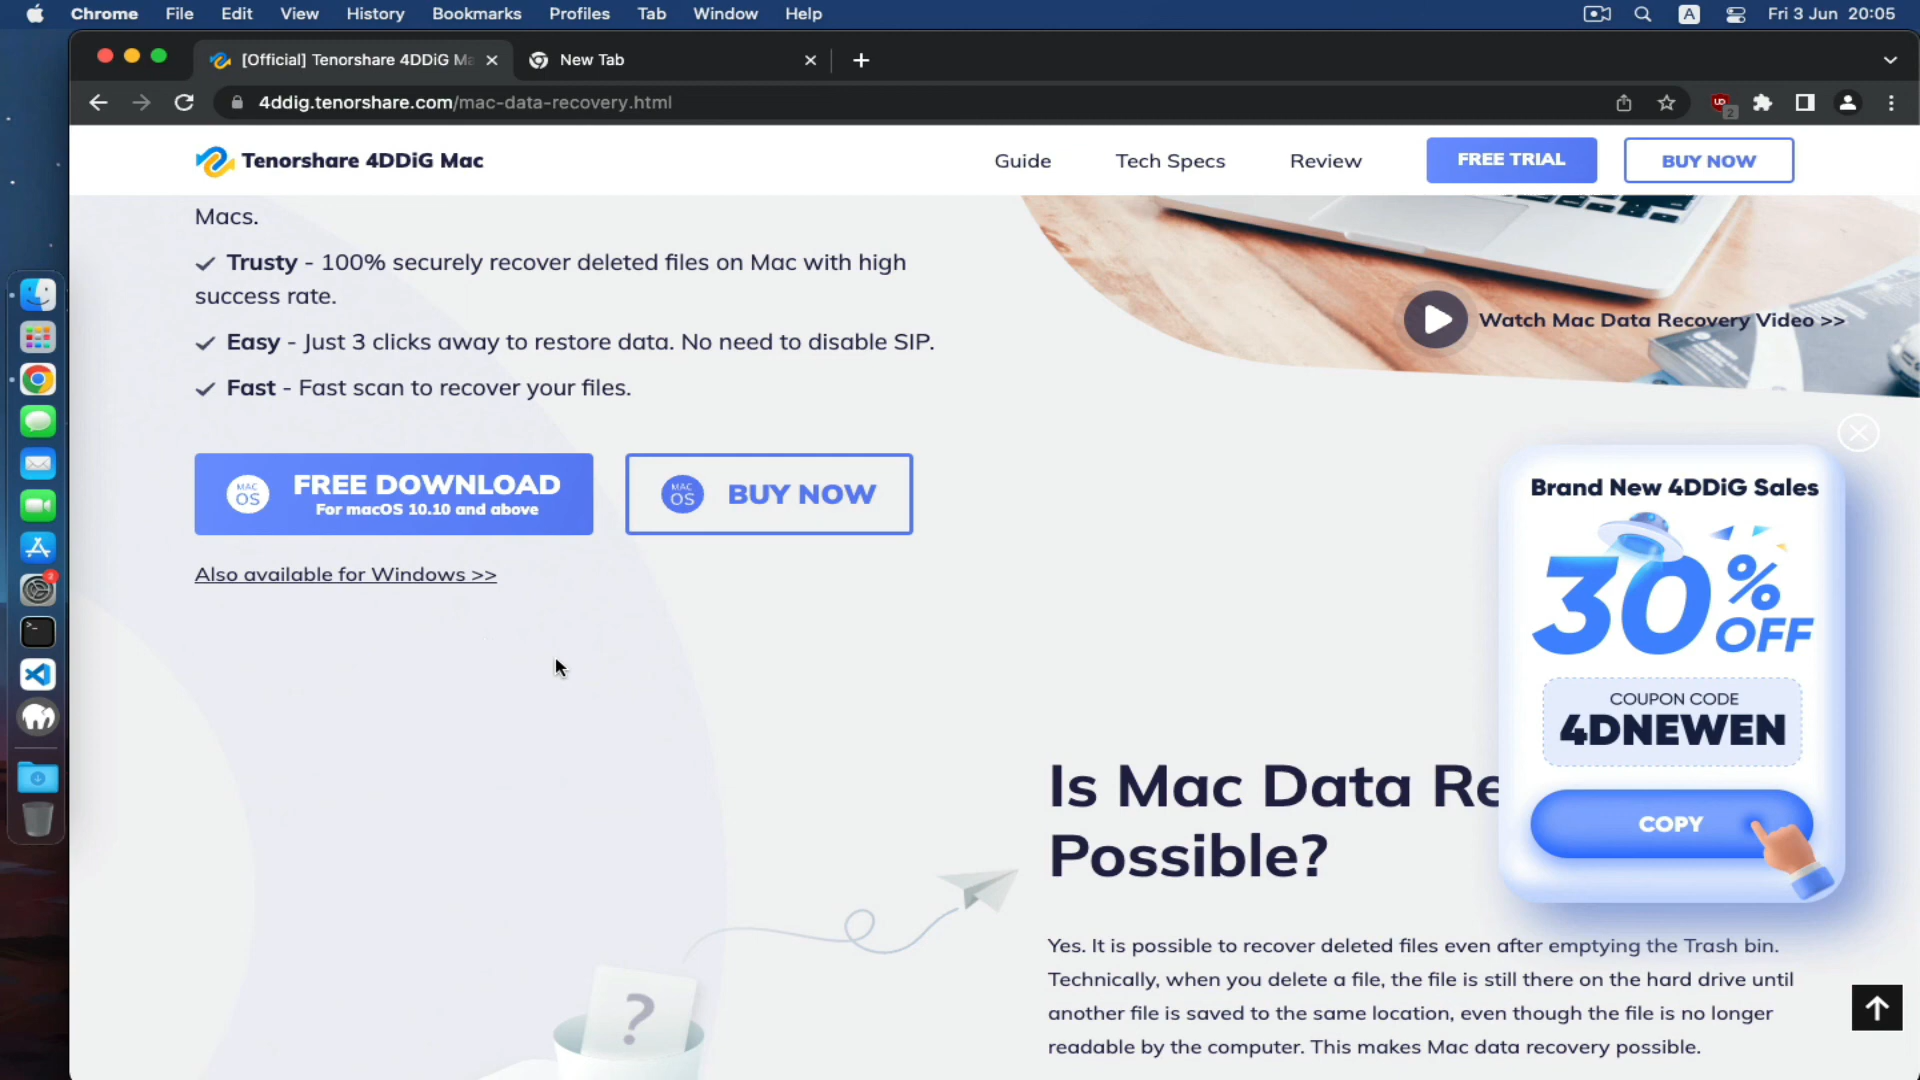 Chrome File Edit View History Bookmarks Profiles Tab Window Help
A
Fri 3 Jun 20:05
[Official] Tenorshare 4DDiG Ma
New Tab
4ddig.tenorshare.com/mac-data-recovery.html
2
Tenorshare 4DDiG Mac
Guide
Tech Specs
Review
FREE TRIAL
BUY NOW
Macs.
Trusty - 100% securely recover deleted files on Mac with high
success rate.
Easy - Just 3 clicks away to restore data. No need to disable SIP.
Fast - Fast scan to recover your files.
Watch Mac Data Recovery Video >>
MAC
OS
FREE DOWNLOAD
For macOS 10.10 and above
MAC
OS
BUY NOW
Also available for Windows >>
Brand New 4DDiG Sales
30%
OFF
COUPON CODE
4DNEWEN
COPY
Is Mac Data Re
Possible?
Yes. It is possible to recover deleted files even after emptying the Trash bin.
Technically, when you delete a file, the file is still there on the hard drive until
another file is saved to the same location, even though the file is no longer
readable by the computer. This makes Mac data recovery possible.
?
2